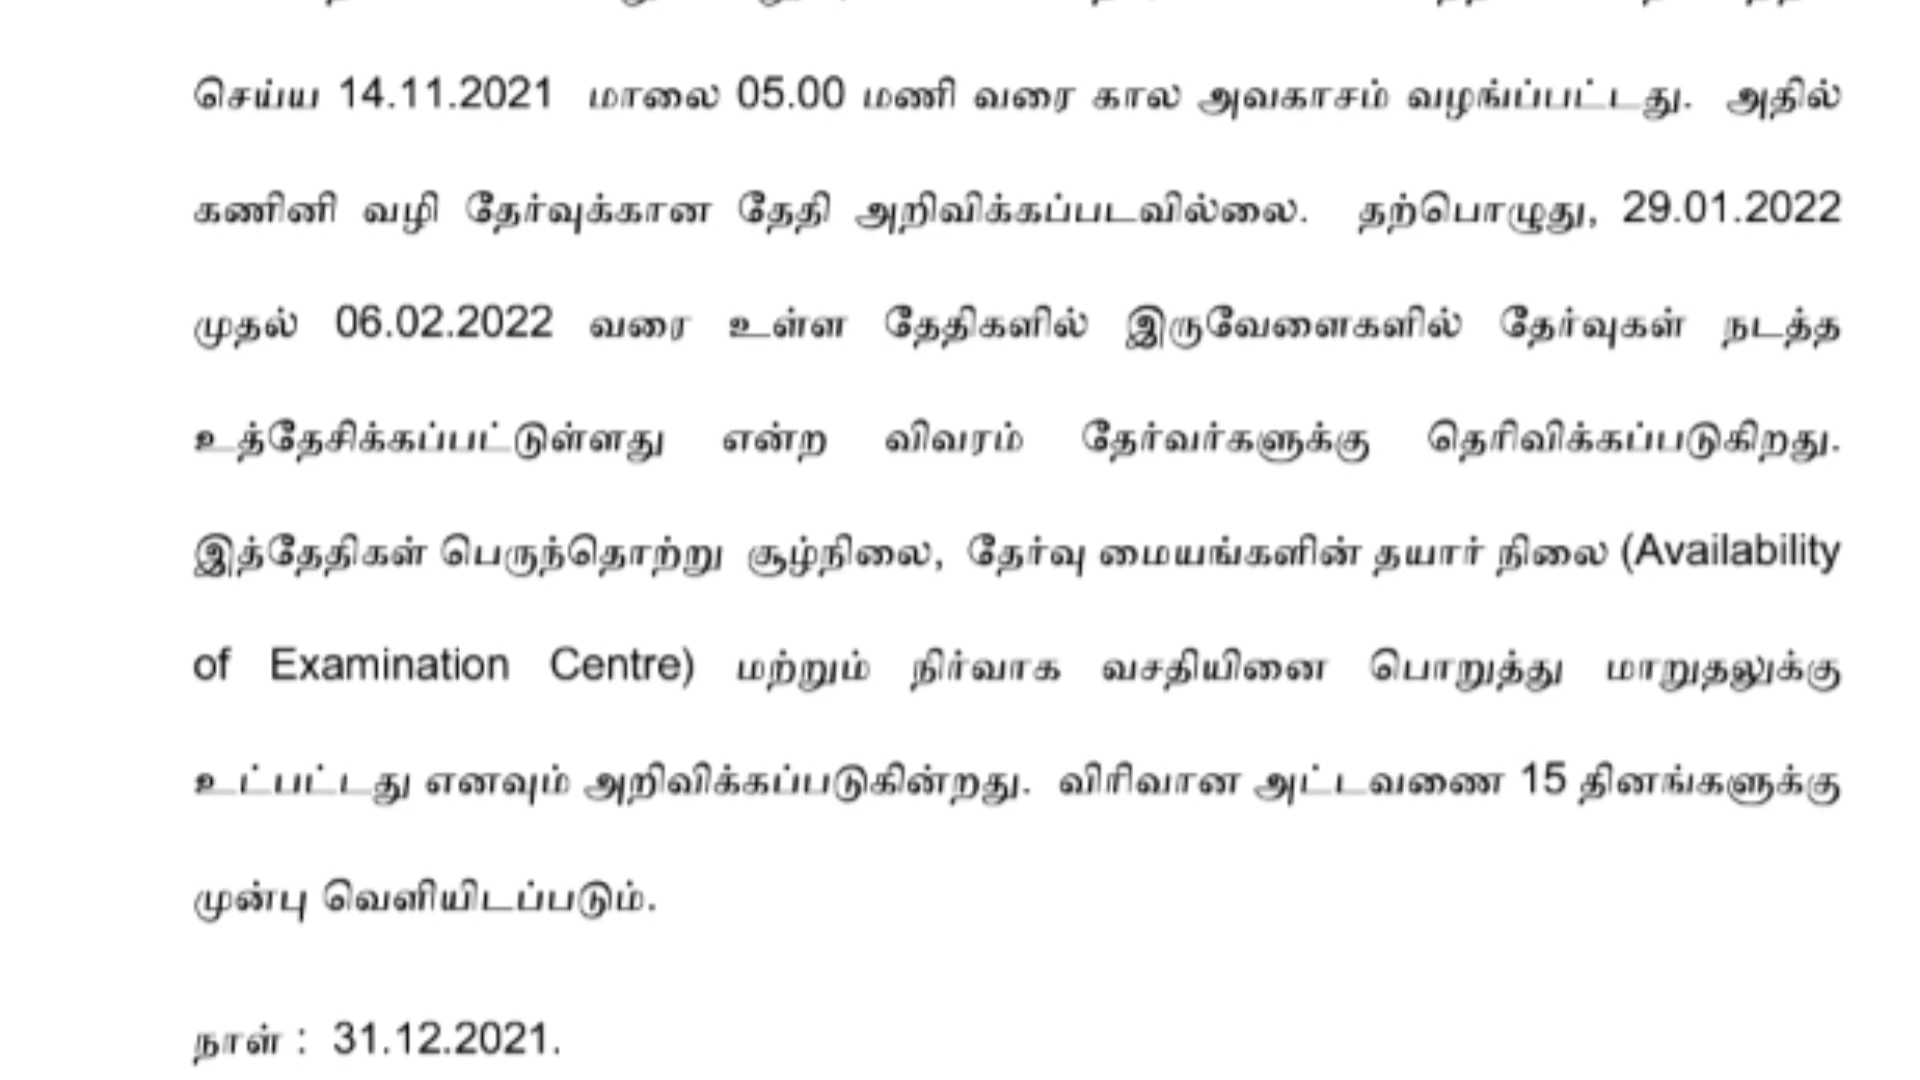 செய்ய 14.11.2021 மாலை 05.00 மணி வரை கால அவகாசம் வழங்ப்பட்டது. அதில்
கணினி வழி தேர்வுக்கான தேதி அறிவிக்கப்படவில்லை. தற்பொழுது, 29.01.2022
முதல் 06.02.2022 வரை உள்ள தேதிகளில் இருவேளைகளில் தேர்வுகள் நடத்த
உத்தேசிக்கப்பட்டுள்ளது என்ற விவரம் தேர்வர்களுக்கு தெரிவிக்கப்படுகிறது.
இத்தேதிகள் பெருந்தொற்று சூழ்நிலை, தேர்வு மையங்களின் தயார் நிலை (Availability
of Examination Centre) மற்றும் நிர்வாக வசதியினை பொறுத்து மாறுதலுக்கு
உட்பட்டது எனவும் அறிவிக்கப்படுகின்றது. விரிவான அட்டவணை 15 தினங்களுக்கு
முன்பு வெளியிடப்படும்.
நாள் : 31.12.2021.